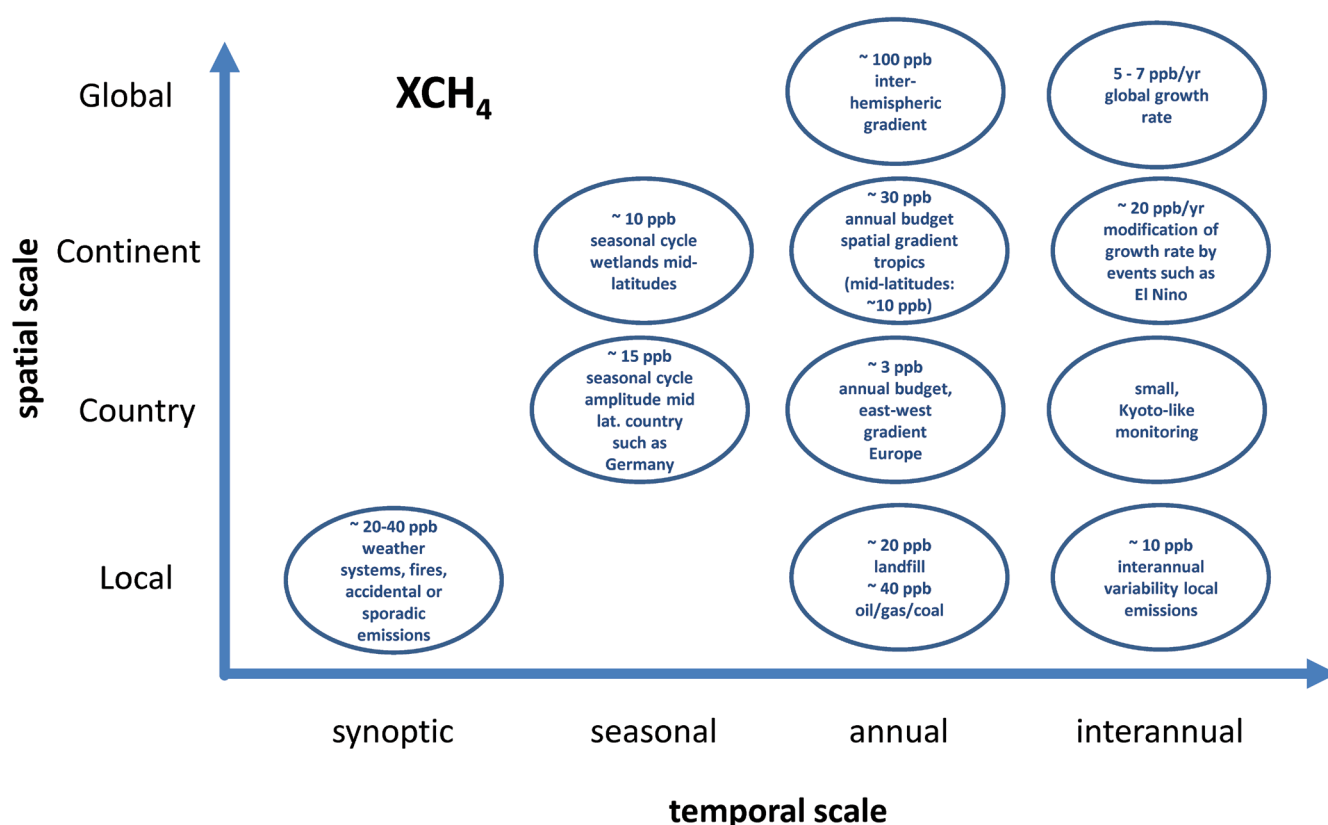 Global
XCH4
~ 100 ppb
inter-
hemispheric
gradient
5 - 7 ppb/yr
global growth
rate
Continent
~ 10 ppb
seasonal cycle
wetlands mid-
latitudes
~ 30 ppb
annual budget
spatial gradient
tropics
(mid-latitudes:
~10 ppb)
~ 20 ppb/yr
modification of
growth rate by
events such as
El Nino
spatial scale
Country
~ 15 ppb
seasonal cycle
amplitude mid
lat. country
such as
Germany
~ 3 ppb
annual budget,
east-west
gradient
Europe
small,
Kyoto-like
monitoring
Local
~ 20-40 ppb
weather
systems, fires,
accidental or
sporadic
emissions
~ 20 ppb
landfill
~ 40 ppb
oil/gas/coal
~ 10 ppb
interannual
variability local
emissions
synoptic
seasonal
annual
interannual
temporal scale